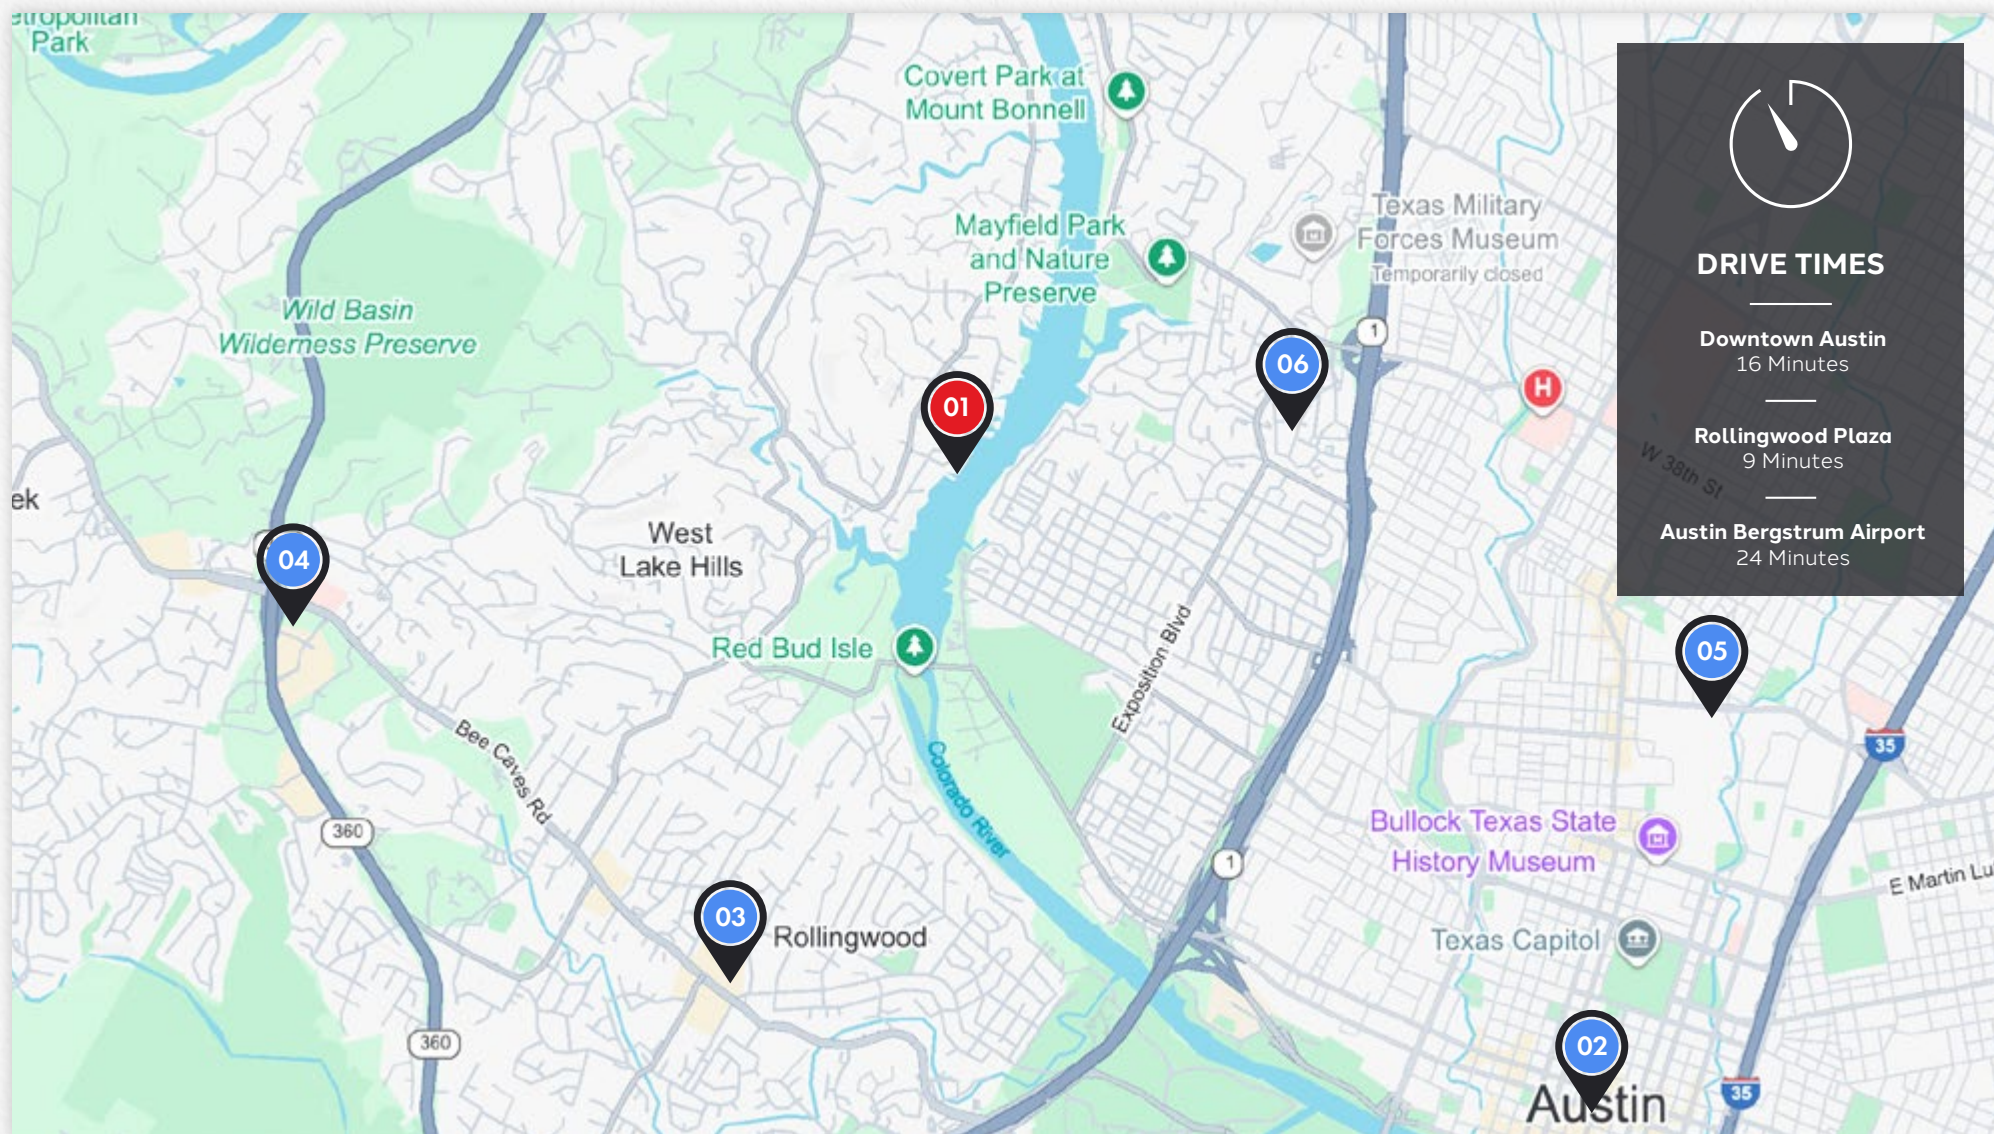 etropolitan
Park
Covert Park at
Mount Bonnell
Mayfield Park
and Nature
Preserve
Texas Military
Forces Museum
Temporarily closed
Wild Basin
Wilderness Preserve
1
06
01
H
W 38th St
ek
04
West
Lake Hills
Red Bud Isle
Exposition Blvd
05
35
Bee Caves Rd
Colorado River
360
1
Bullock Texas State
History Museum
E Martin Lu
03
Rollingwood
Texas Capitol
360
02
Austin
35
DRIVE TIMES
Downtown Austin
16 Minutes
Rollingwood Plaza
9 Minutes
Austin Bergstrum Airport
24 Minutes